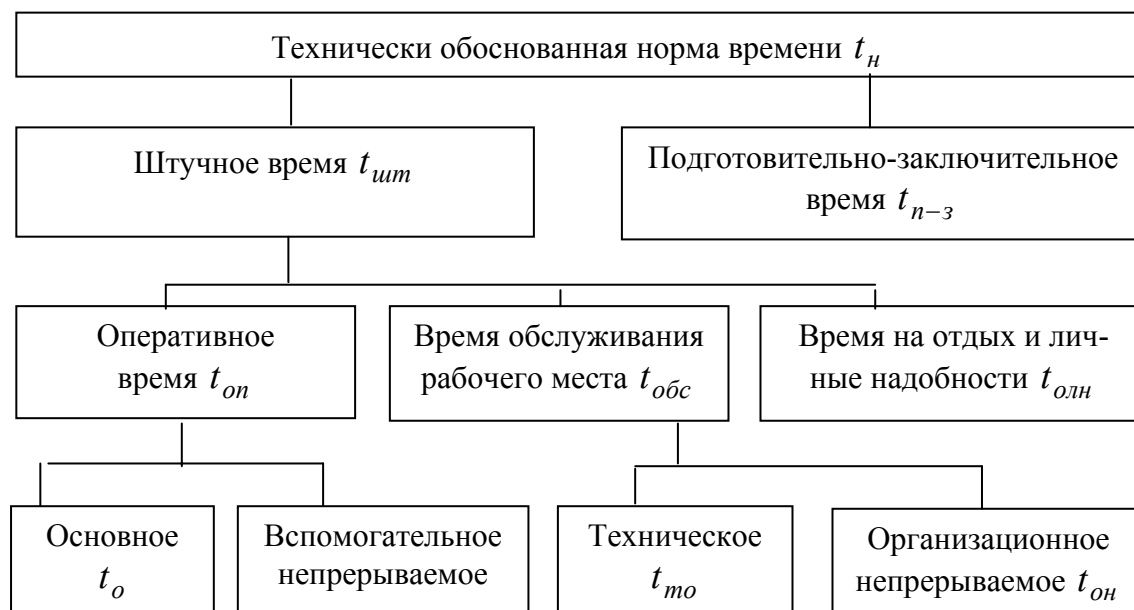 Технически обоснованная норма времени t_н
Штучное время t_шт
Подготовительно-заключительное
время t_п−з
Оперативное
время t_оп
Время обслуживания
рабочего места t_обс
Время на отдых и лич-
ные надобности t_олн
Основное
t_о
Вспомогательное
непрерываемое
Техническое
t_то
Организационное
непрерываемое t_он